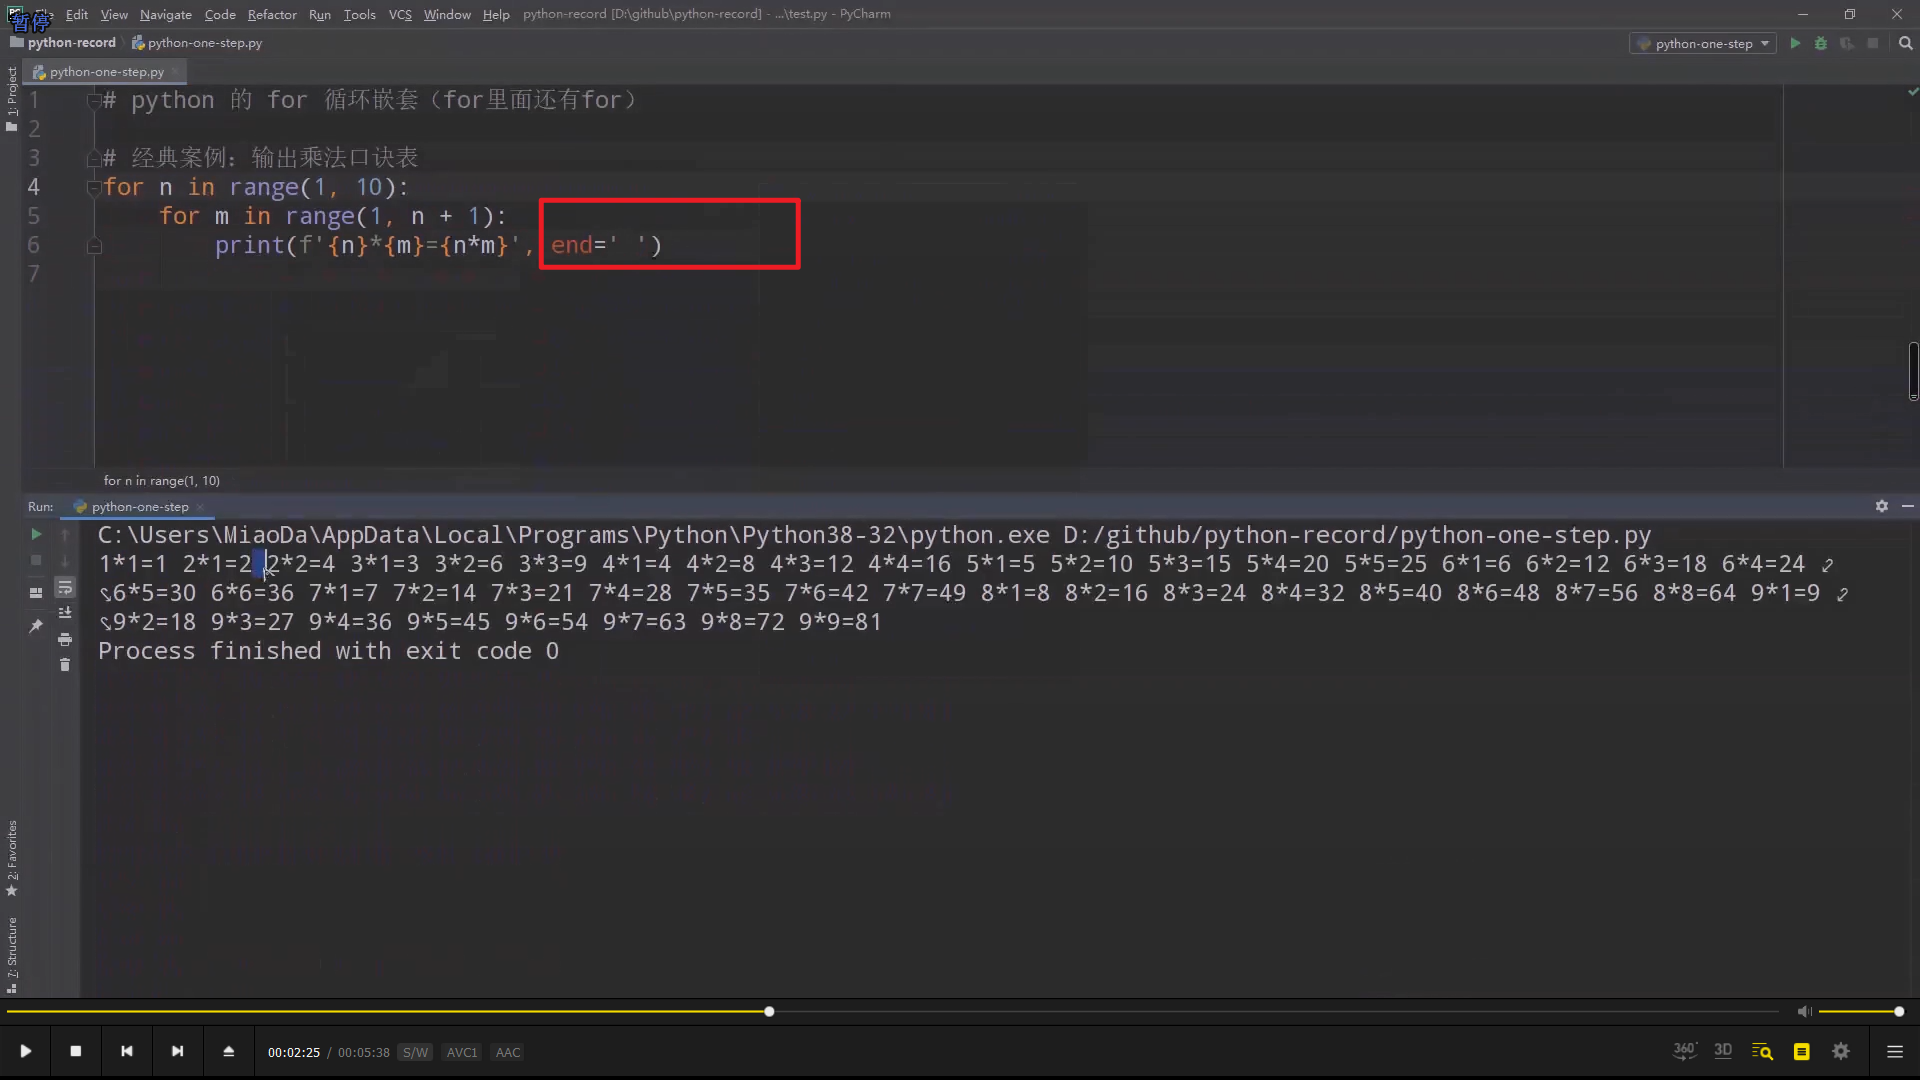 暂停
Edit View Navigate Code Refactor Run Tools VCS Window Help python-record [D:\github\python-record] - ...\test.py - PyCharm
python-record python-one-step.py python-one-step
python-one-step.py
1: Project
1 # python 的 for 循环嵌套（for里面还有for）
2
3 # 经典案例：输出乘法口诀表
4 for n in range(1, 10):
5 for m in range(1, n + 1):
6 print(f'{n}*{m}={n*m}', end=' ')
7
for n in range(1, 10)
Run: python-one-step
C:\Users\MiaoDa\AppData\Local\Programs\Python\Python38-32\python.exe D:/github/python-record/python-one-step.py
1*1=1 2*1=2 2*2=4 3*1=3 3*2=6 3*3=9 4*1=4 4*2=8 4*3=12 4*4=16 5*1=5 5*2=10 5*3=15 5*4=20 5*5=25 6*1=6 6*2=12 6*3=18 6*4=24
6*5=30 6*6=36 7*1=7 7*2=14 7*3=21 7*4=28 7*5=35 7*6=42 7*7=49 8*1=8 8*2=16 8*3=24 8*4=32 8*5=40 8*6=48 8*7=56 8*8=64 9*1=9
9*2=18 9*3=27 9*4=36 9*5=45 9*6=54 9*7=63 9*8=72 9*9=81
Process finished with exit code 0
2: Favorites
7: Structure
00:02:25 / 00:05:38 S/W AVC1 AAC 360° 3D